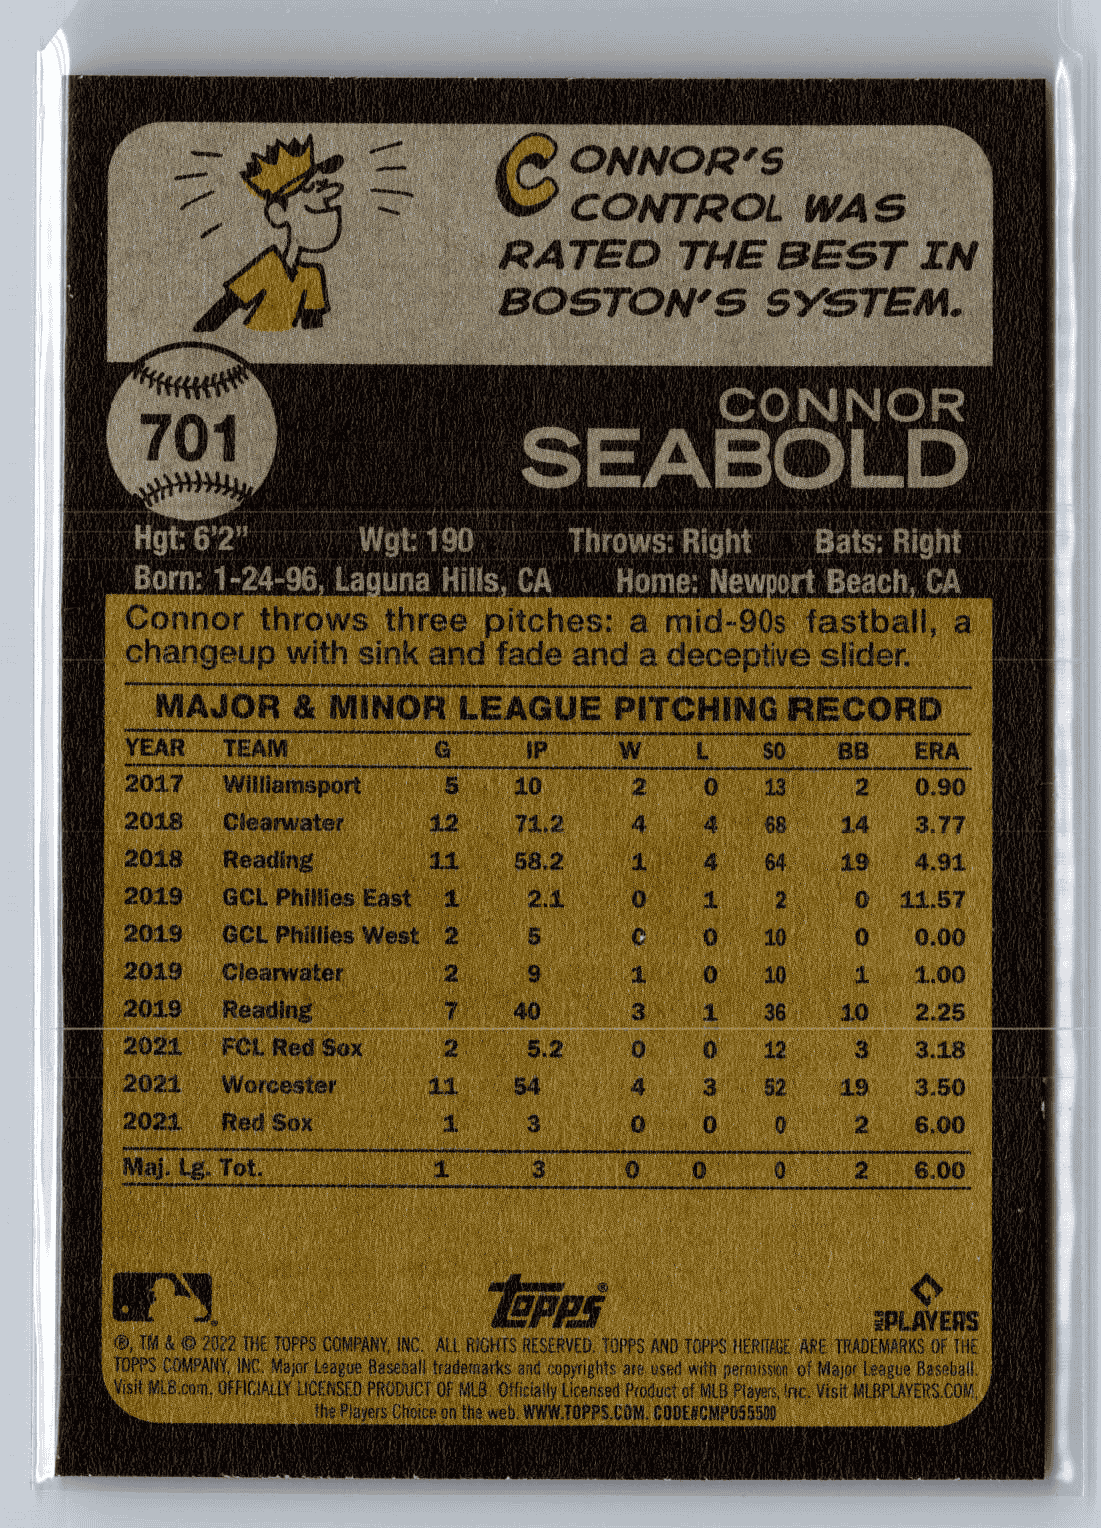 CONNOR'S
CONTROL WAS
RATED THE BEST IN
BOSTON'S SYSTEM.
701
CONNOR
SEABOLD
Hgt: 6'2" Wgt: 190 Throws: Right Bats: Right
Born: 1-24-96, Laguna Hills, CA Home: Newport Beach, CA
Connor throws three pitches: a mid-90s fastball, a
changeup with sink and fade and a deceptive slider.
MAJOR & MINOR LEAGUE PITCHING RECORD
YEAR TEAM G IP W L SO BB ERA
2017 Williamsport 5 10 2 0 13 2 0.90
2018 Clearwater 12 71.2 4 4 68 14 3.77
2018 Reading 11 58.2 1 4 64 19 4.91
2019 GCL Phillies East 1 2.1 0 1 2 0 11.57
2019 GCL Phillies West 2 5 0 0 10 0 0.00
2019 Clearwater 2 9 1 0 10 1 1.00
2019 Reading 7 40 3 1 36 10 2.25
2021 FCL Red Sox 2 5.2 0 0 12 3 3.18
2021 Worcester 11 54 4 3 52 19 3.50
2021 Red Sox 1 3 0 0 0 2 6.00
Maj. Lg. Tot. 1 3 0 0 0 2 6.00
topps® MLB PLAYERS
®, TM & © 2022 THE TOPPS COMPANY, INC. ALL RIGHTS RESERVED. TOPPS AND TOPPS HERITAGE ARE TRADEMARKS OF THE
TOPPS COMPANY, INC. Major League Baseball trademarks and copyrights are used with permission of Major League Baseball.
Visit MLB.com. OFFICIALLY LICENSED PRODUCT OF MLB Officially Licensed Product of MLB Players, Inc. Visit MLBPLAYERS.COM,
the Players Choice on the web. WWW.TOPPS.COM. CODE#CMP055500